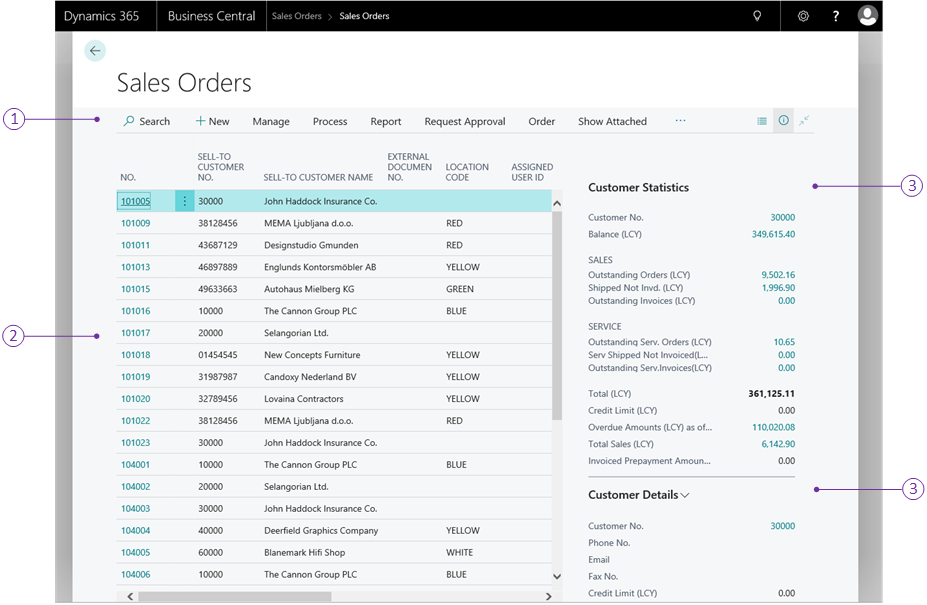 Dynamics 365 Business Central Sales Orders > Sales Orders ?
Sales Orders
1 Search + New Manage Process Report Request Approval Order Show Attached ...
NO. SELL-TO CUSTOMER NO. SELL-TO CUSTOMER NAME EXTERNAL DOCUMEN NO. LOCATION CODE ASSIGNED USER ID
101005 30000 John Haddock Insurance Co.
101009 38128456 MEMA Ljubljana d.o.o. RED
101011 43687129 Designstudio Gmunden RED
101013 46897889 Englunds Kontorsmöbler AB YELLOW
101015 49633663 Autohaus Mielberg KG GREEN
101016 10000 The Cannon Group PLC BLUE
2 101017 20000 Selangorian Ltd.
101018 01454545 New Concepts Furniture YELLOW
101019 31987987 Candoxy Nederland BV YELLOW
101020 32789456 Lovaina Contractors YELLOW
101022 38128456 MEMA Ljubljana d.o.o. RED
101023 30000 John Haddock Insurance Co.
104001 10000 The Cannon Group PLC BLUE
104002 20000 Selangorian Ltd.
104003 30000 John Haddock Insurance Co.
104004 40000 Deerfield Graphics Company YELLOW
104005 60000 Blanemark Hifi Shop WHITE
104006 10000 The Cannon Group PLC BLUE
Customer Statistics 3
Customer No. 30000
Balance (LCY) 349,615.40
SALES
Outstanding Orders (LCY) 9,502.16
Shipped Not Invd. (LCY) 1,996.90
Outstanding Invoices (LCY) 0.00
SERVICE
Outstanding Serv. Orders (LCY) 10.65
Serv Shipped Not Invoiced(L... 0.00
Outstanding Serv.Invoices(LCY) 0.00
Total (LCY) 361,125.11
Credit Limit (LCY) 0.00
Overdue Amounts (LCY) as of... 110,020.08
Total Sales (LCY) 6,142.90
Invoiced Prepayment Amoun... 0.00
Customer Details 3
Customer No. 30000
Phone No.
Email
Fax No.
Credit Limit (LCY) 0.00